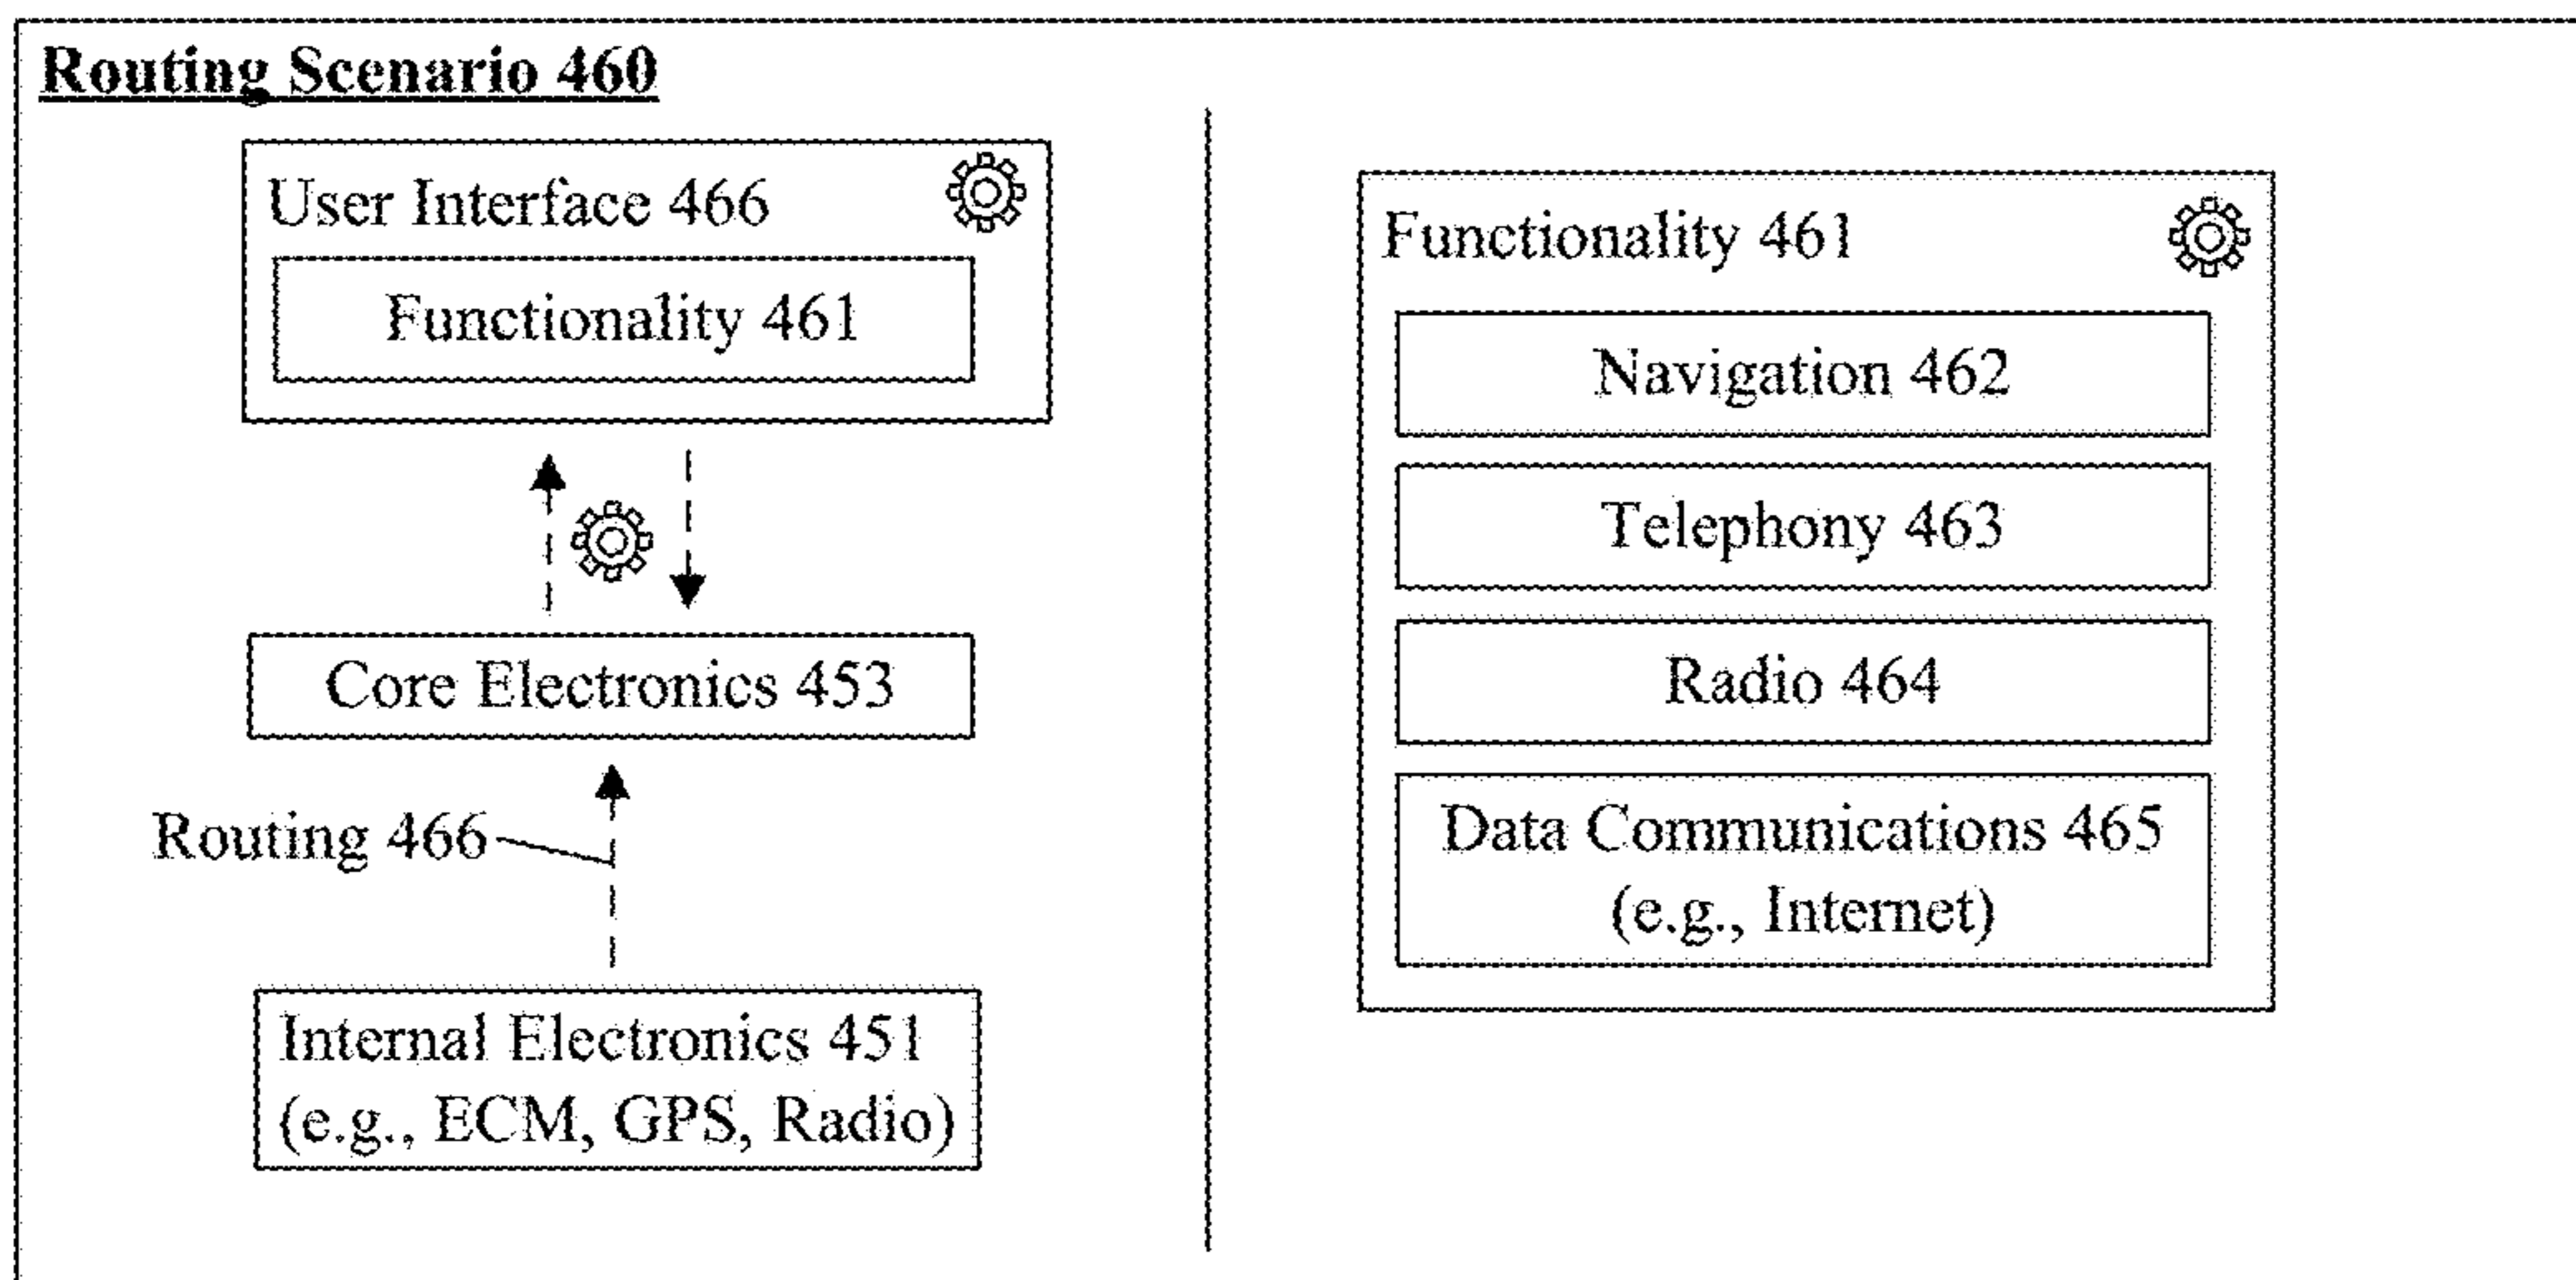 Routing Scenario 460
User Interface 466
Functionality 461
Core Electronics 453
Routing 466
Internal Electronics 451
(e.g., ECM, GPS, Radio)
Functionality 461
Navigation 462
Telephony 463
Radio 464
Data Communications 465
(e.g., Internet)